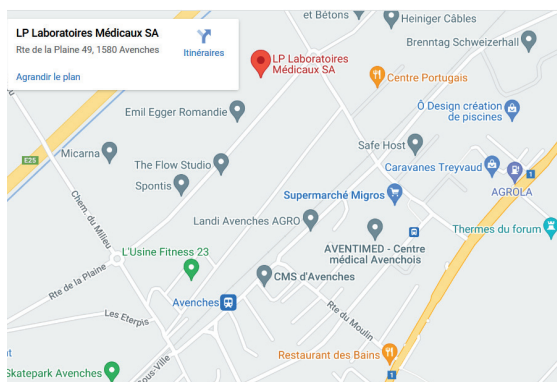 LP Laboratoires Médicaux SA
Rte de la Plaine 49, 1580 Avenches
Itinéraires
Agrandir le plan
et Bétons
Heiniger Câbles
Brenntag Schweizerhall
LP Laboratoires
Médicaux SA
Centre Portugais
Ô Design création
de piscines
Emil Egger Romandie
Safe Host
E25
Micarna
The Flow Studio
Caravanes Treyvaud
1
AGROLA
Spontis
Supermarché Migros
Chem. du Milieu
Landi Avenches AGRO
Thermes du forum
AVENTIMED - Centre
médical Avenchois
L'Usine Fitness 23
Rte de la Plaine
CMS d'Avenches
Avenches
Les Eterpis
Rte du Moulin
Restaurant des Bains
nt
Sous-Ville
Skatepark Avenches
1